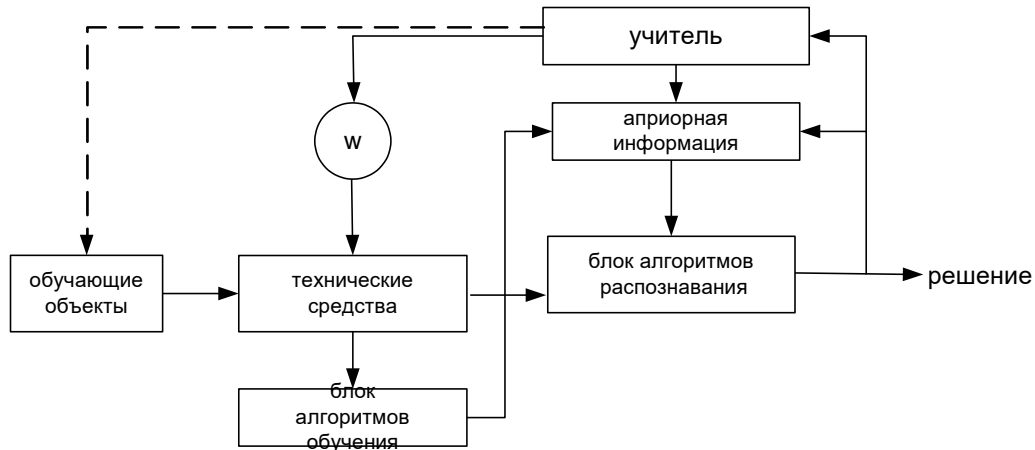 учитель
w
априорная
информация
обучающие
объекты
технические
средства
блок алгоритмов
распознавания
решение
блок
алгоритмов
обучения